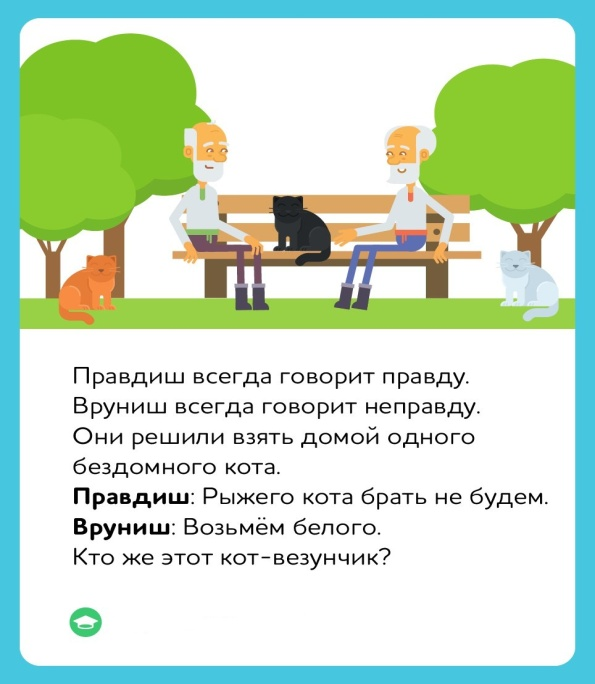 Правдиш всегда говорит правду.
Вруниш всегда говорит неправду.
Они решили взять домой одного
бездомного кота.
Правдиш: Рыжего кота брать не будем.
Вруниш: Возьмём белого.
Кто же этот кот-везунчик?